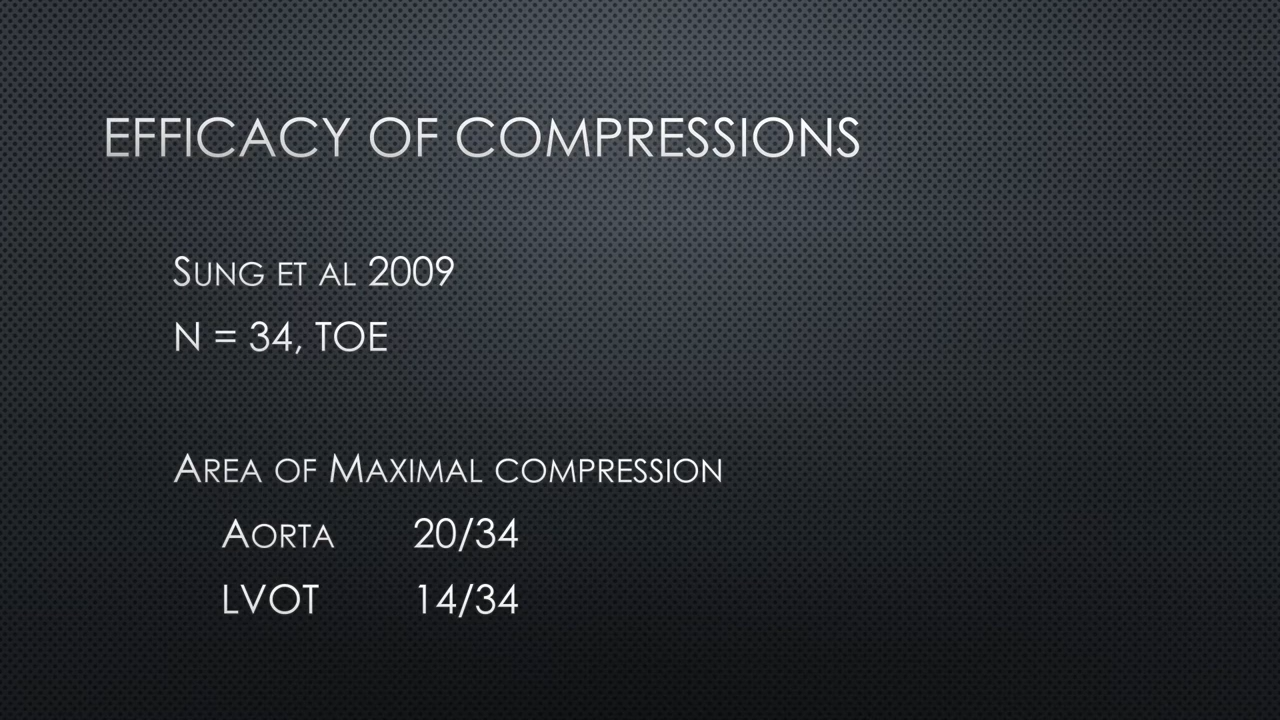 EFFICACY OF COMPRESSIONS
SUNG ET AL 2009
N = 34, TOE
AREA OF MAXIMAL COMPRESSION
AORTA 20/34
LVOT 14/34